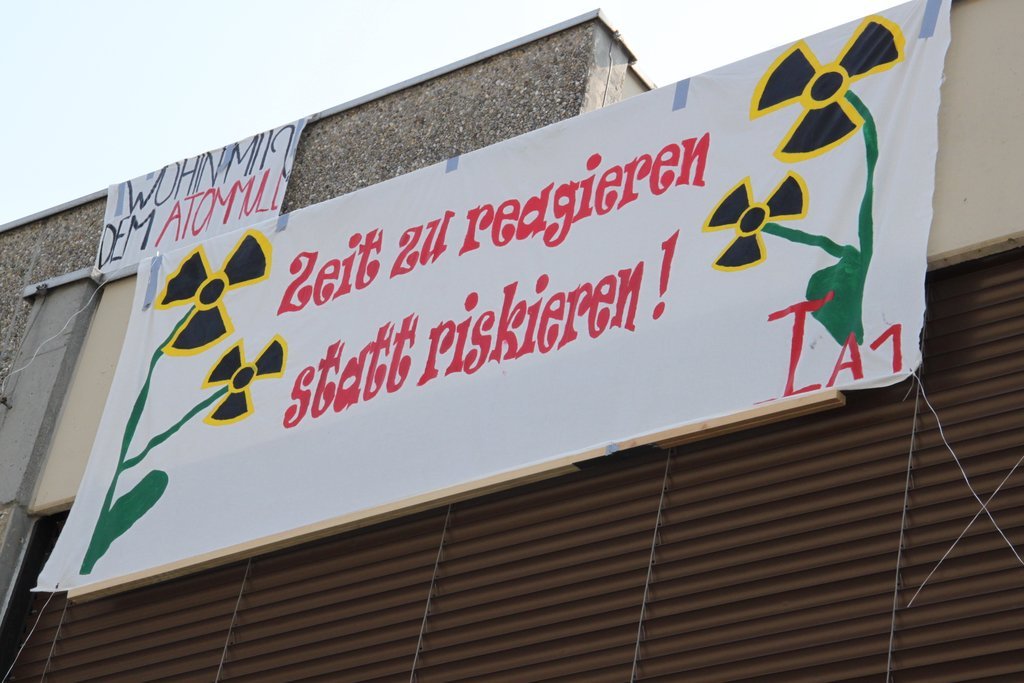 WOHIN MIT
DEM ATOMMÜLL
Zeit zu reagieren
statt riskieren!
IA1